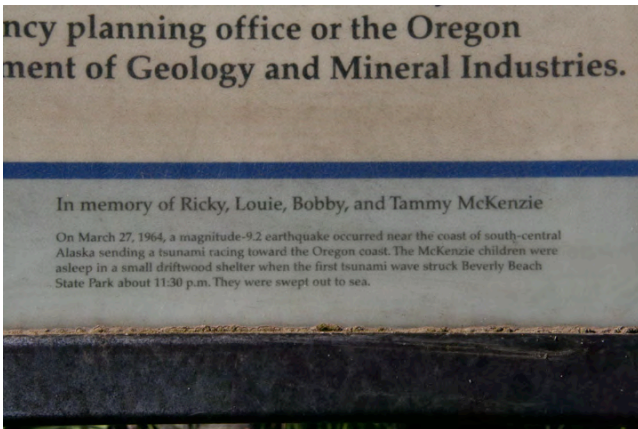 ncy planning office or the Oregon
ment of Geology and Mineral Industries.
In memory of Ricky, Louie, Bobby, and Tammy McKenzie
On March 27, 1964, a magnitude-9.2 earthquake occurred near the coast of south-central
Alaska sending a tsunami racing toward the Oregon coast. The McKenzie children were
asleep in a small driftwood shelter when the first tsunami wave struck Beverly Beach
State Park about 11:30 p.m. They were swept out to sea.